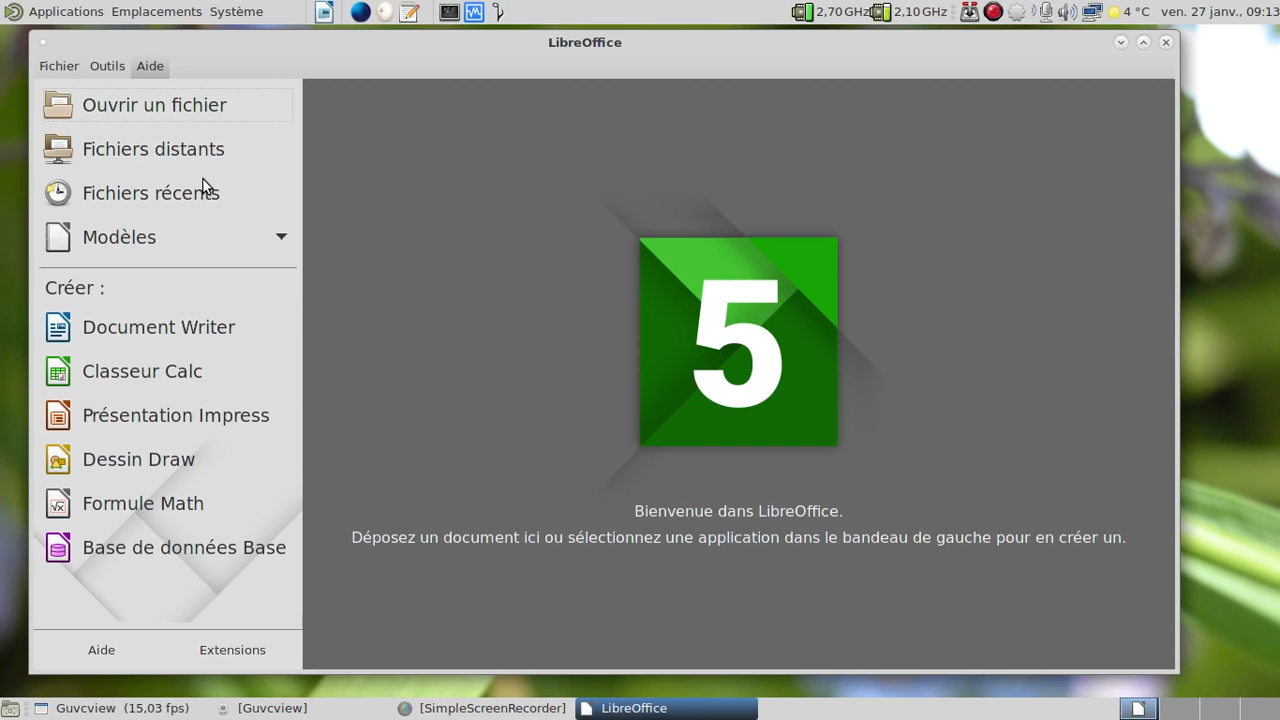 Applications Emplacements Système 2,70 GHz 2,10 GHz 4 °C ven. 27 janv., 09:13
LibreOffice
Fichier Outils Aide
Ouvrir un fichier
Fichiers distants
Fichiers récents
Modèles
Créer :
Document Writer
Classeur Calc
Présentation Impress
Dessin Draw
Formule Math
Base de données Base
Aide Extensions
5
Bienvenue dans LibreOffice.
Déposez un document ici ou sélectionnez une application dans le bandeau de gauche pour en créer un.
Guvcview (15,03 fps) [Guvcview] [SimpleScreenRecorder] LibreOffice